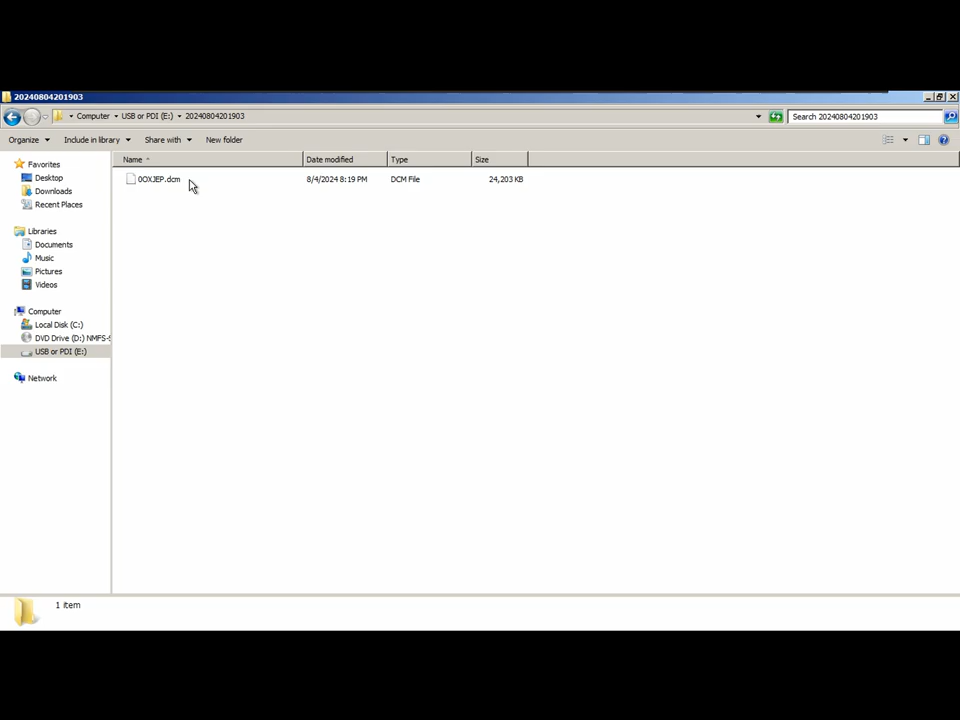 20240804201903
Computer USB or PDI (E:) 20240804201903 Search 20240804201903
Organize Include in library Share with New folder
Favorites
Desktop
Downloads
Recent Places
Libraries
Documents
Music
Pictures
Videos
Computer
Local Disk (C:)
DVD Drive (D:) NMFS-S
USB or PDI (E:)
Network
Name Date modified Type Size
0OXJEP.dcm 8/4/2024 8:19 PM DCM File 24,203 KB
1 item